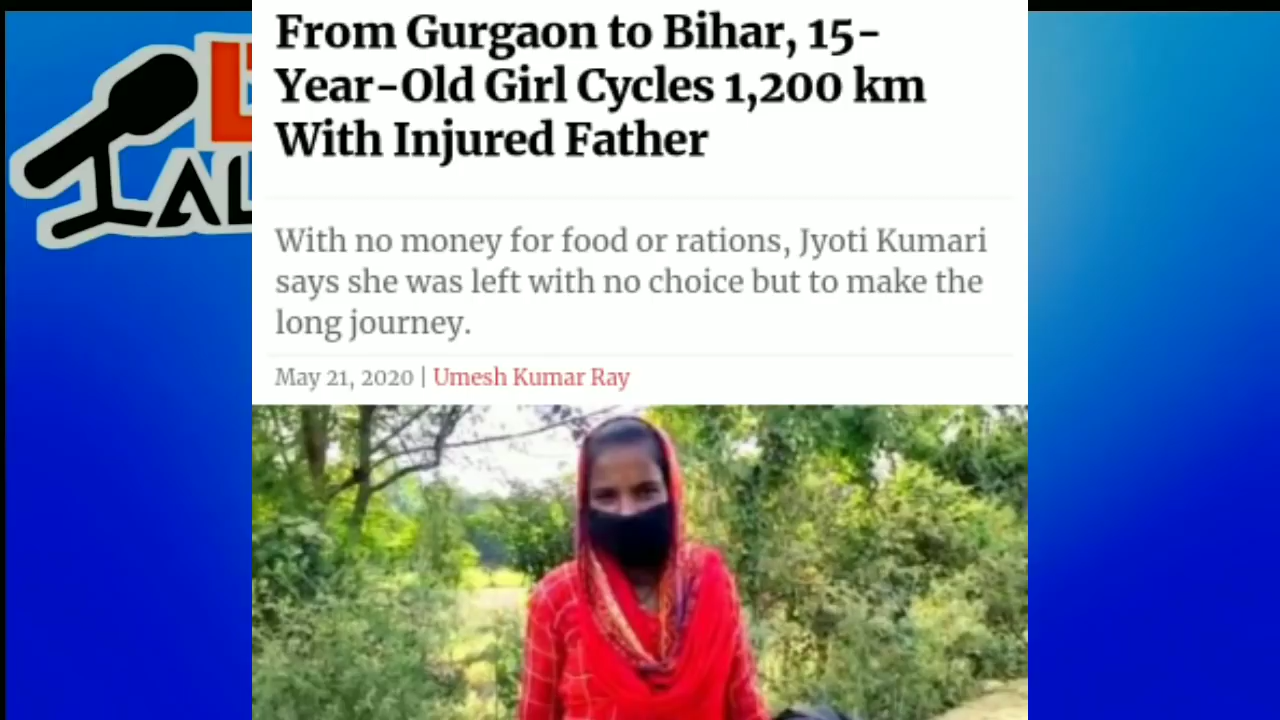 From Gurgaon to Bihar, 15-
Year-Old Girl Cycles 1,200 km
With Injured Father
With no money for food or rations, Jyoti Kumari
says she was left with no choice but to make the
long journey.
May 21, 2020 | Umesh Kumar Ray